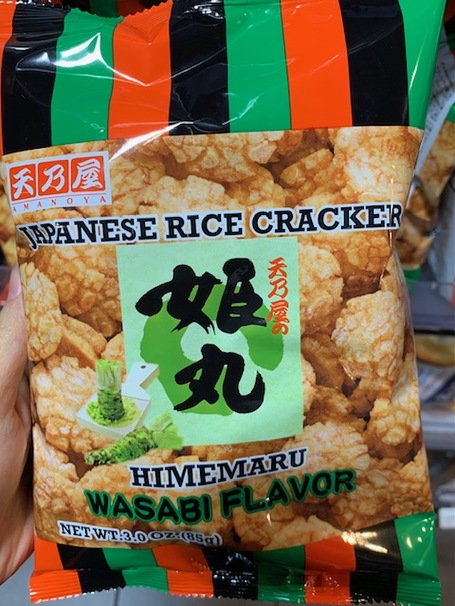 天乃屋
AMANOYA
JAPANESE RICE CRACKER
天乃屋の
姫丸
HIMEMARU
WASABI FLAVOR
NET WT. 3.0 OZ. (85g)